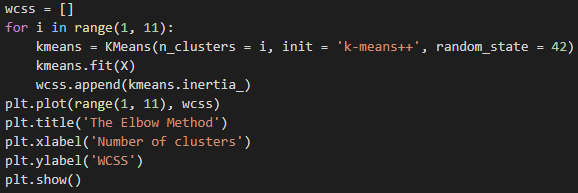 wcss = []
for i in range(1, 11):
    kmeans = KMeans(n_clusters = i, init = 'k-means++', random_state = 42)
    kmeans.fit(X)
    wcss.append(kmeans.inertia_)
plt.plot(range(1, 11), wcss)
plt.title('The Elbow Method')
plt.xlabel('Number of clusters')
plt.ylabel('WCSS')
plt.show()